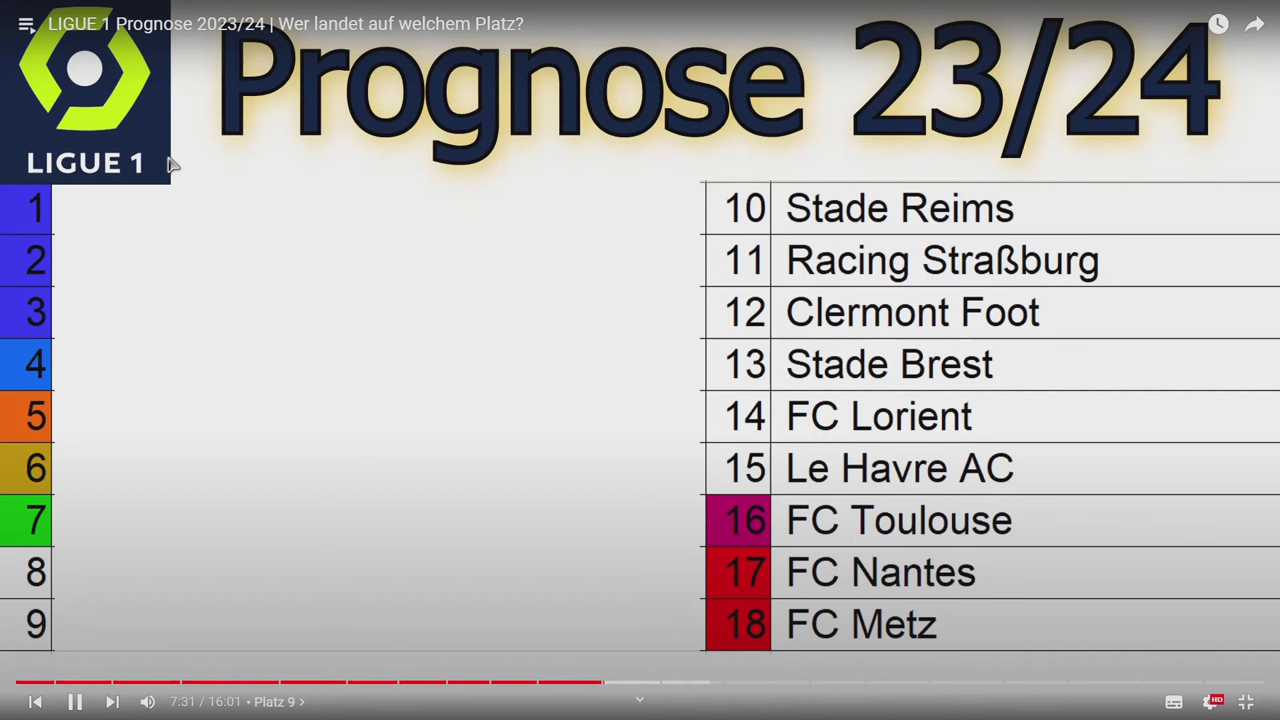 LIGUE 1 Prognose 2023/24 | Wer landet auf welchem Platz?
Prognose 23/24
LIGUE 1
1
2
3
4
5
6
7
8
9
10 Stade Reims
11 Racing Straßburg
12 Clermont Foot
13 Stade Brest
14 FC Lorient
15 Le Havre AC
16 FC Toulouse
17 FC Nantes
18 FC Metz
7:31 / 16:01 • Platz 9 >
HD